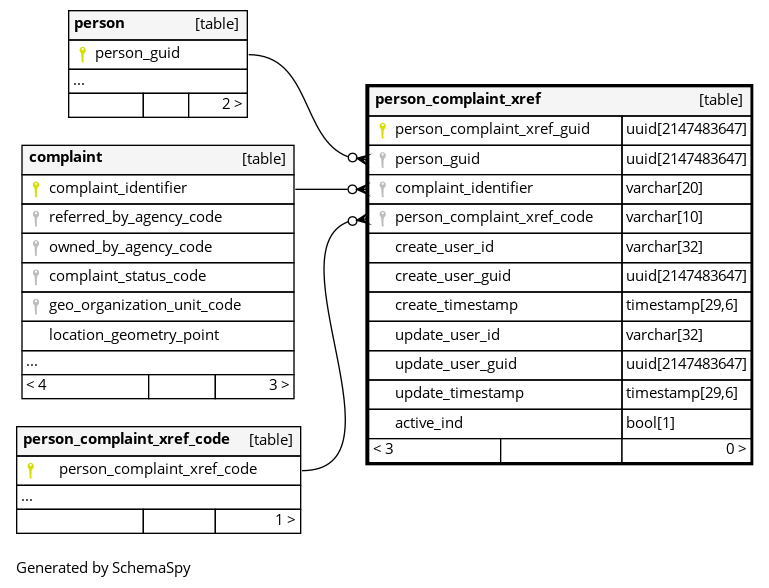 person [table]
person_guid
...
2 >
complaint [table]
complaint_identifier
referred_by_agency_code
owned_by_agency_code
complaint_status_code
geo_organization_unit_code
location_geometry_point
...
< 4 3 >
person_complaint_xref_code [table]
person_complaint_xref_code
...
1 >
person_complaint_xref [table]
person_complaint_xref_guid uuid[2147483647]
person_guid uuid[2147483647]
complaint_identifier varchar[20]
person_complaint_xref_code varchar[10]
create_user_id varchar[32]
create_user_guid uuid[2147483647]
create_timestamp timestamp[29,6]
update_user_id varchar[32]
update_user_guid uuid[2147483647]
update_timestamp timestamp[29,6]
active_ind bool[1]
< 3 0 >
Generated by SchemaSpy